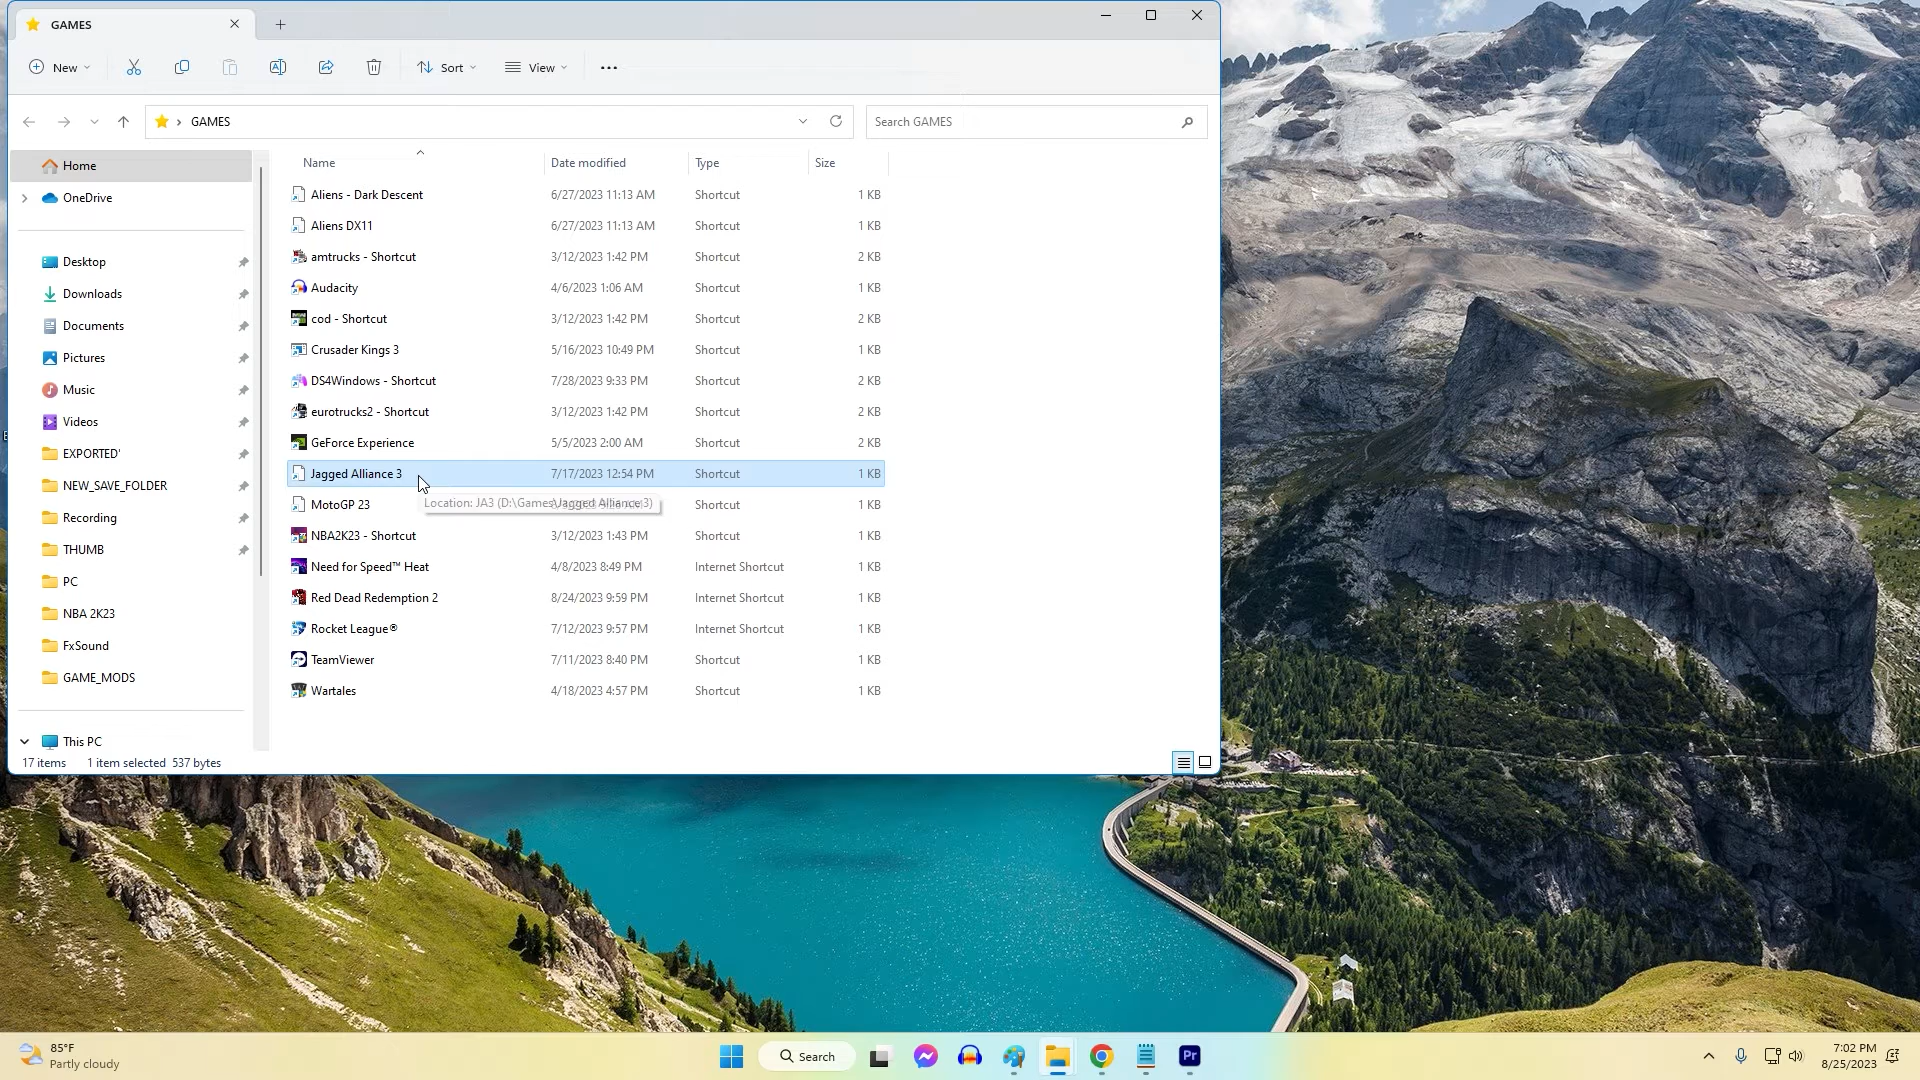 GAMES
New
Sort
View
GAMES
Search GAMES
Home
OneDrive
Desktop
Downloads
Documents
Pictures
Music
Videos
EXPORTED'
NEW_SAVE_FOLDER
Recording
THUMB
PC
NBA 2K23
FxSound
GAME_MODS
This PC
Name Date modified Type Size
Aliens - Dark Descent 6/27/2023 11:13 AM Shortcut 1 KB
Aliens DX11 6/27/2023 11:13 AM Shortcut 1 KB
amtrucks - Shortcut 3/12/2023 1:42 PM Shortcut 2 KB
Audacity 4/6/2023 1:06 AM Shortcut 1 KB
cod - Shortcut 3/12/2023 1:42 PM Shortcut 2 KB
Crusader Kings 3 5/16/2023 10:49 PM Shortcut 1 KB
DS4Windows - Shortcut 7/28/2023 9:33 PM Shortcut 2 KB
eurotrucks2 - Shortcut 3/12/2023 1:42 PM Shortcut 2 KB
GeForce Experience 5/5/2023 2:00 AM Shortcut 2 KB
Jagged Alliance 3 7/17/2023 12:54 PM Shortcut 1 KB
Location: JA3 (D:\Games\Jagged Alliance 3)
MotoGP 23 Shortcut 1 KB
NBA2K23 - Shortcut 3/12/2023 1:43 PM Shortcut 1 KB
Need for Speed™ Heat 4/8/2023 8:49 PM Internet Shortcut 1 KB
Red Dead Redemption 2 8/24/2023 9:59 PM Internet Shortcut 1 KB
Rocket League® 7/12/2023 9:57 PM Internet Shortcut 1 KB
TeamViewer 7/11/2023 8:40 PM Shortcut 1 KB
Wartales 4/18/2023 4:57 PM Shortcut 1 KB
17 items 1 item selected 537 bytes
85°F
Partly cloudy
Search
Pr
7:02 PM
8/25/2023